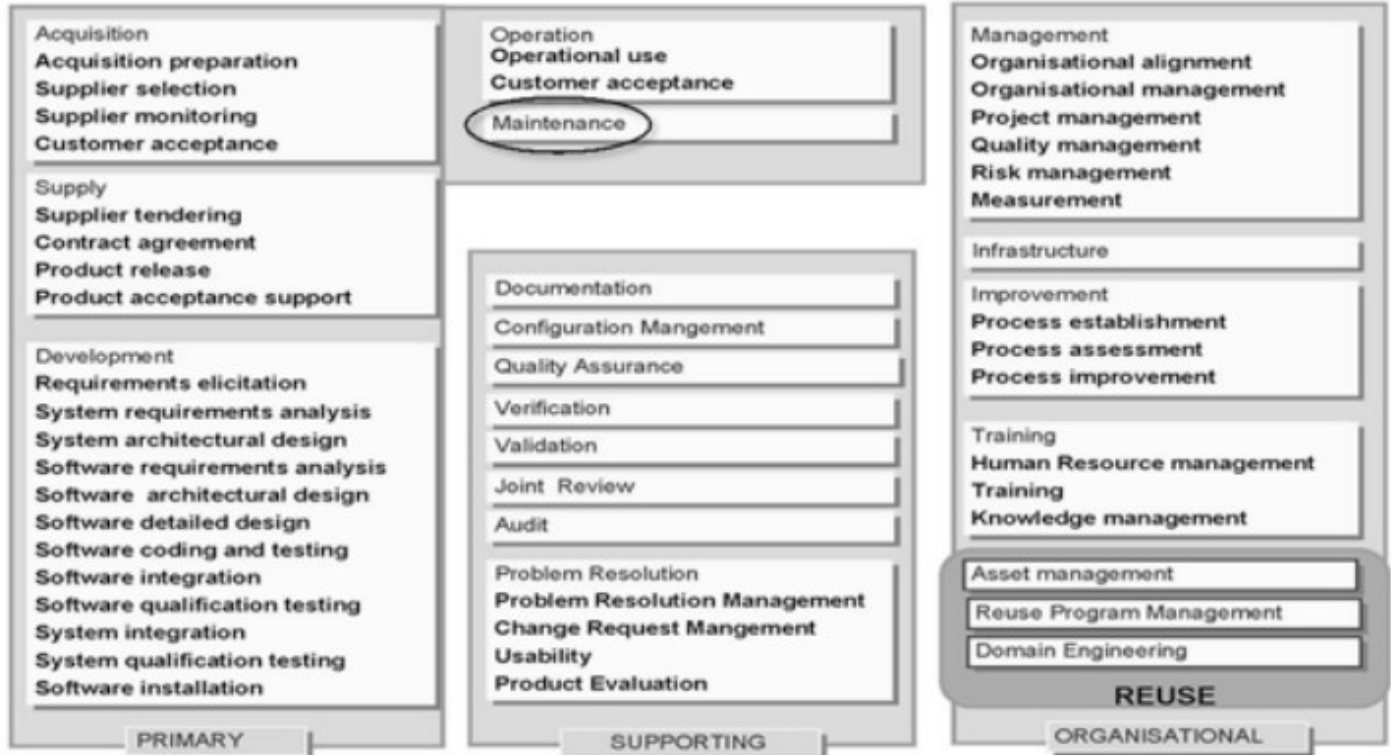 Acquisition
Acquisition preparation
Supplier selection
Supplier monitoring
Customer acceptance
Supply
Supplier tendering
Contract agreement
Product release
Product acceptance support
Development
Requirements elicitation
System requirements analysis
System architectural design
Software requirements analysis
Software architectural design
Software detailed design
Software coding and testing
Software integration
Software qualification testing
System integration
System qualification testing
Software installation
PRIMARY
Operation
Operational use
Customer acceptance
Maintenance
Documentation
Configuration Mangement
Quality Assurance
Verification
Validation
Joint Review
Audit
Problem Resolution
Problem Resolution Management
Change Request Mangement
Usability
Product Evaluation
SUPPORTING
Management
Organisational alignment
Organisational management
Project management
Quality management
Risk management
Measurement
Infrastructure
Improvement
Process establishment
Process assessment
Process improvement
Training
Human Resource management
Training
Knowledge management
Asset management
Reuse Program Management
Domain Engineering
REUSE
ORGANISATIONAL